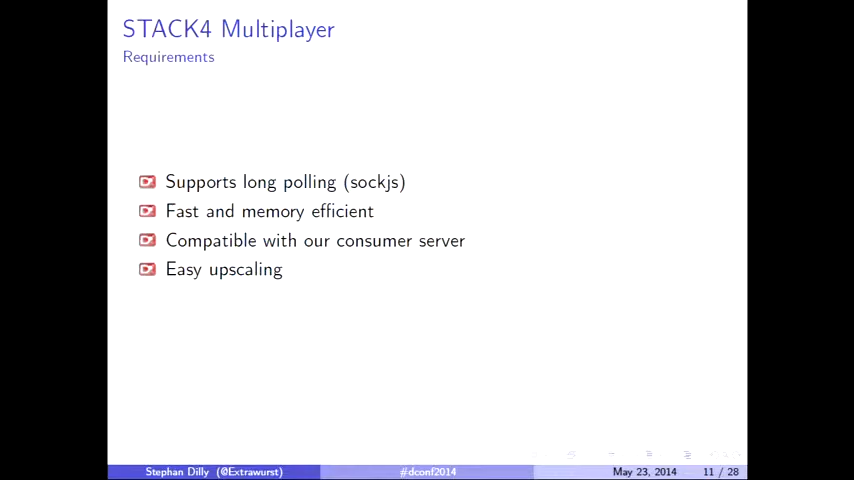 STACK4 Multiplayer
Requirements
Supports long polling (sockjs)
Fast and memory efficient
Compatible with our consumer server
Easy upscaling
Stephan Dilly (@Extrawurst) #dconf2014 May 23, 2014 11 / 28